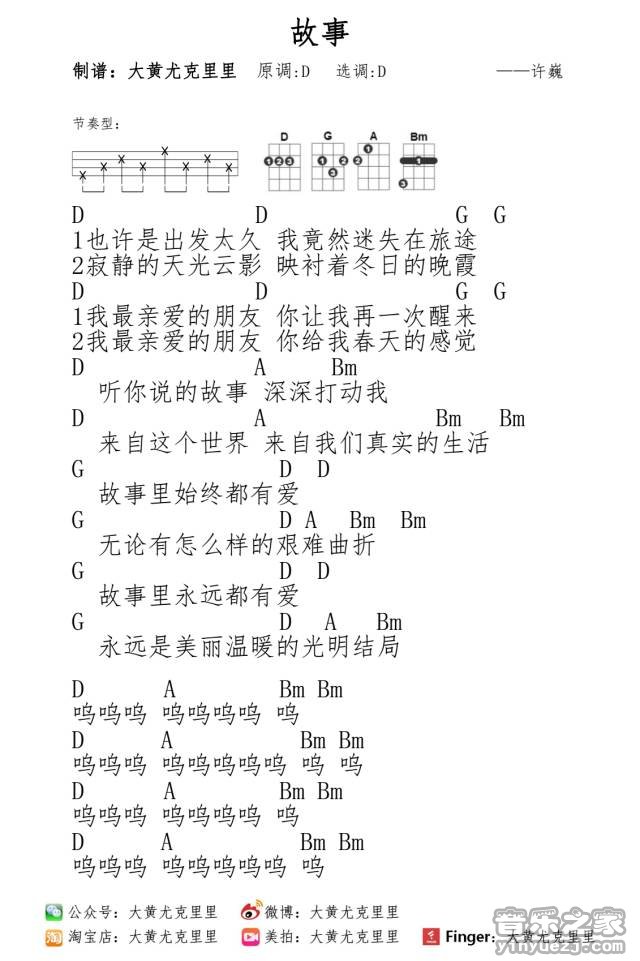 故事
制谱：大黄尤克里里 原调:D 选调:D ——许巍
节奏型：
D G A Bm
D D G G
1也许是出发太久 我竟然迷失在旅途
2寂静的天光云影 映衬着冬日的晚霞
D D G G
1我最亲爱的朋友 你让我再一次醒来
2我最亲爱的朋友 你给我春天的感觉
D A Bm
听你说的故事 深深打动我
D A Bm Bm
来自这个世界 来自我们真实的生活
G D D
故事里始终都有爱
G D A Bm Bm
无论有怎么样的艰难曲折
G D D
故事里永远都有爱
G D A Bm
永远是美丽温暖的光明结局
D A Bm Bm
呜呜呜 呜呜呜呜 呜
D A Bm Bm
呜呜呜 呜呜呜呜呜 呜 呜
D A Bm Bm
呜呜呜 呜呜呜呜 呜
D A Bm Bm
呜呜呜 呜呜呜呜呜 呜
公众号：大黄尤克里里 微博：大黄尤克里里
淘宝店：大黄尤克里里 美拍：大黄尤克里里 Finger：大黄尤克里里
音乐之家
yinyuezj.com